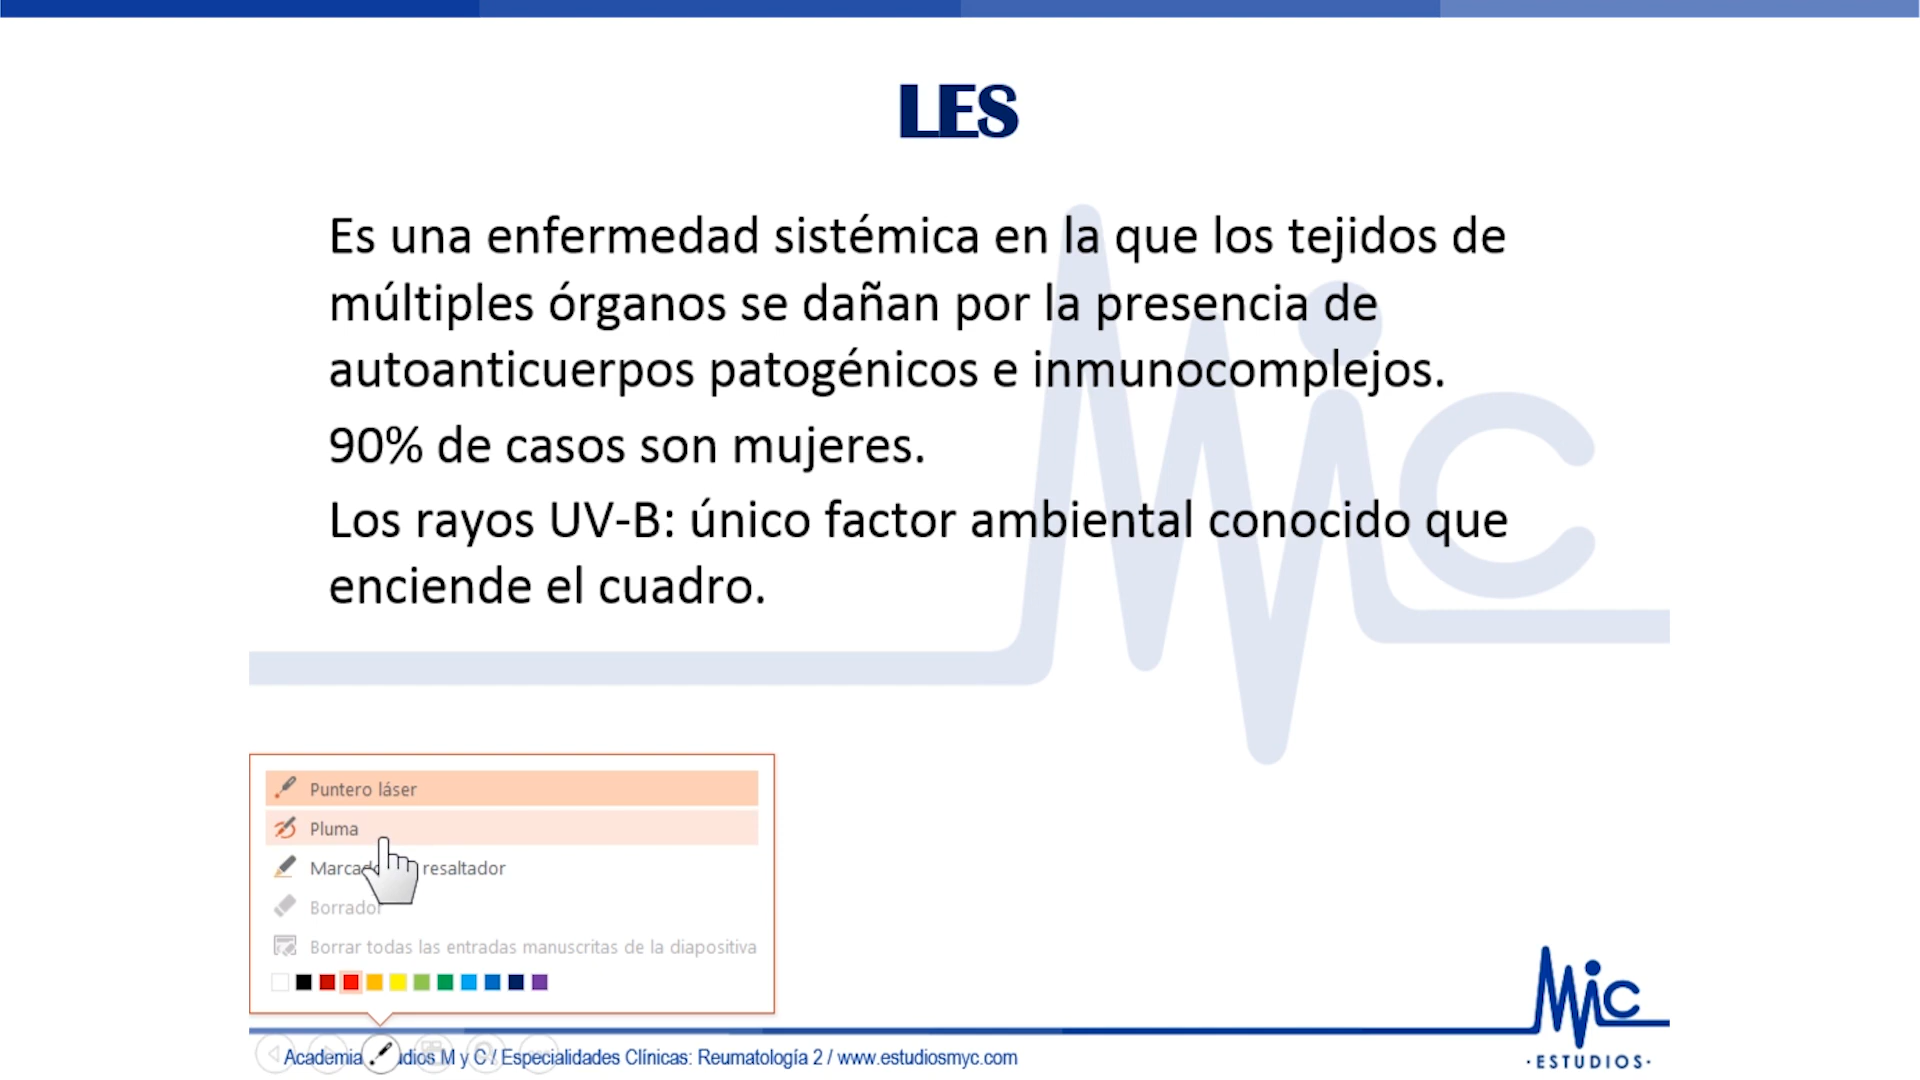 LES
Es una enfermedad sistémica en la que los tejidos de
múltiples órganos se dañan por la presencia de
autoanticuerpos patogénicos e inmunocomplejos.
90% de casos son mujeres.
Los rayos UV-B: único factor ambiental conocido que
enciende el cuadro.
MiC
Puntero láser
Pluma
resaltador
Borrador
Borrar todas las entradas manuscritas de la diapositiva
MiC
·ESTUDIOS·
Academia M y C / Especialidades Clínicas: Reumatología 2 / www.estudiosmyc.com